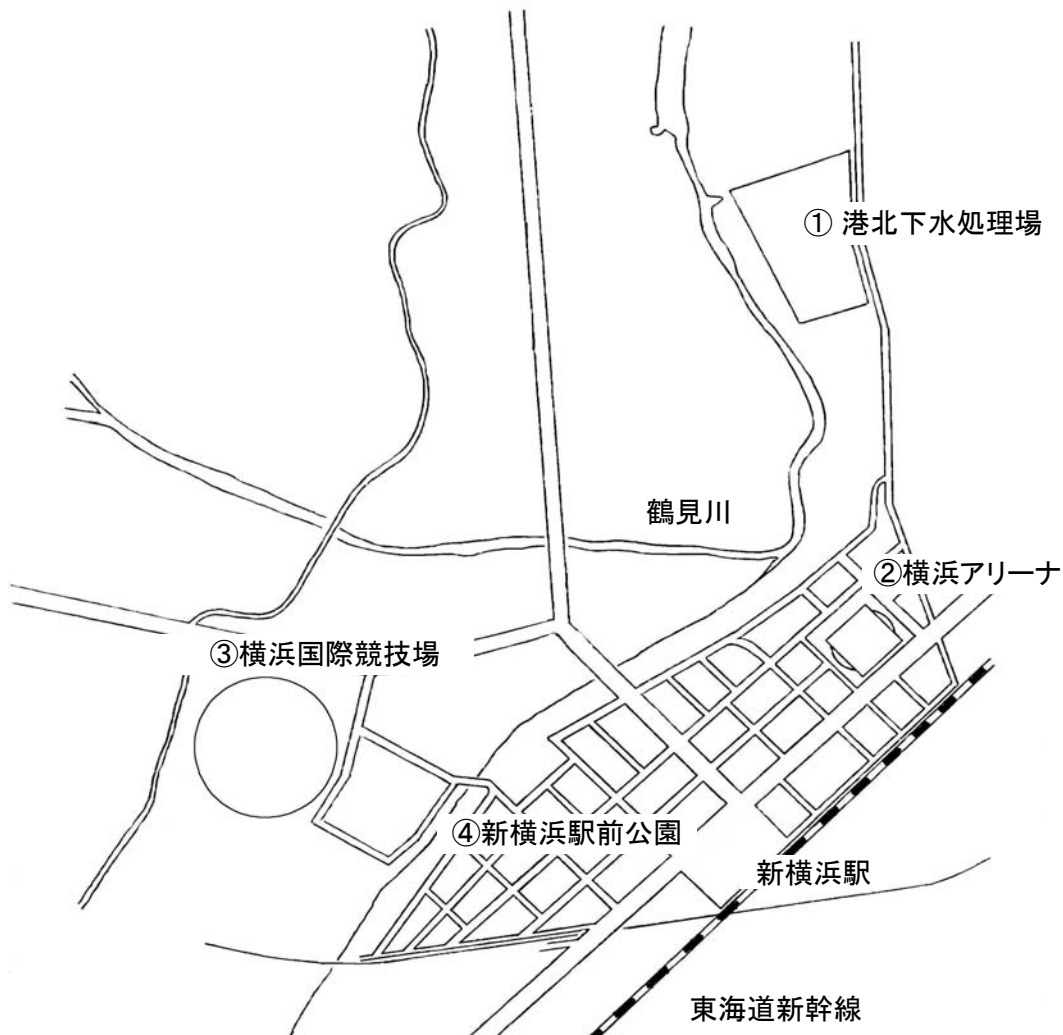 ① 港北下水処理場
鶴見川
②横浜アリーナ
③横浜国際競技場
④新横浜駅前公園
新横浜駅
東海道新幹線